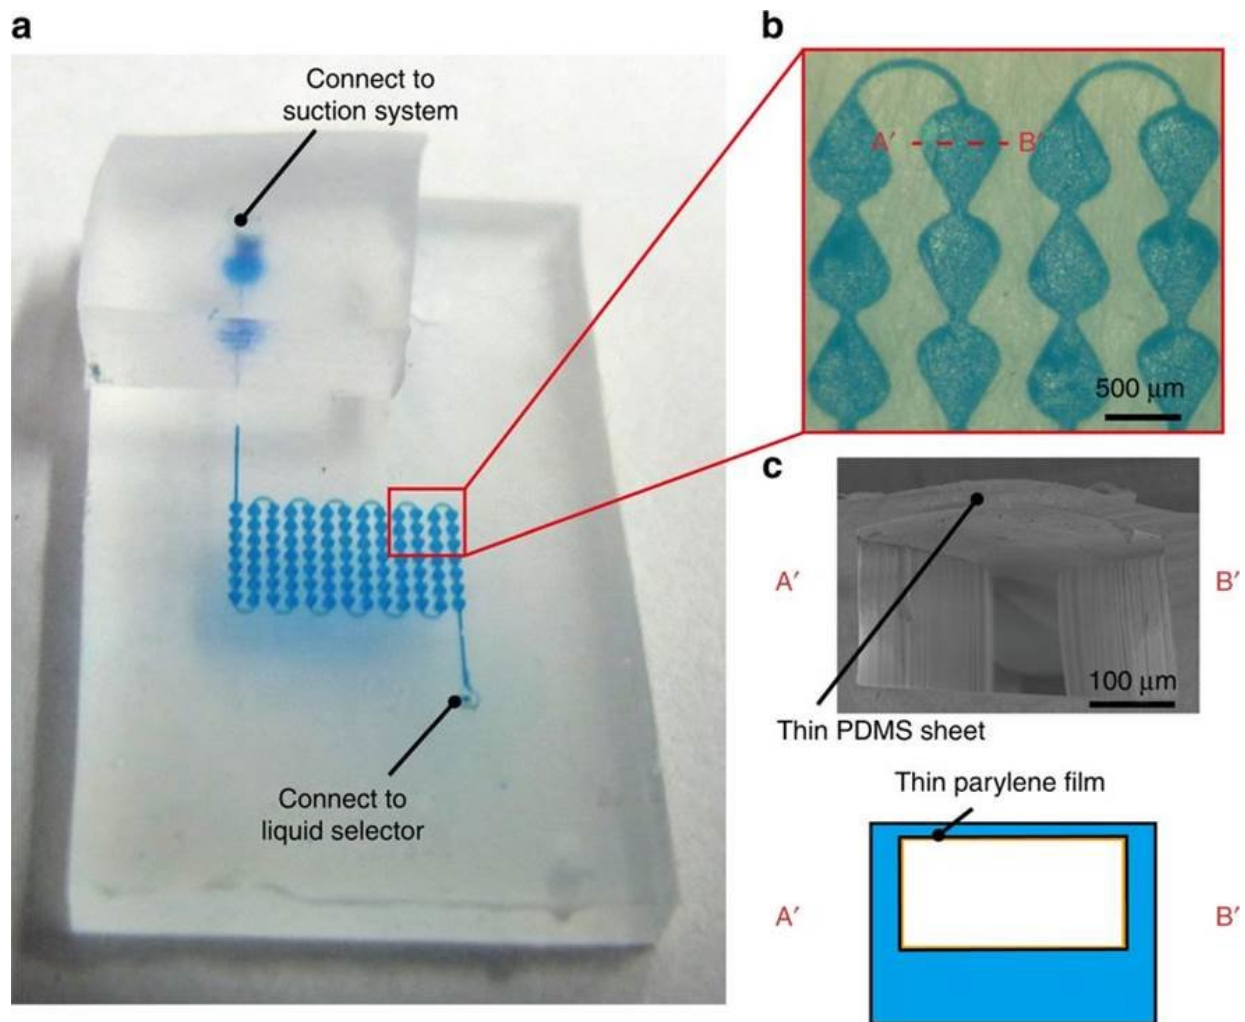 a
Connect to
suction system
Connect to
liquid selector
b
A′
B′
500 μm
c
A′
B′
100 μm
Thin PDMS sheet
Thin parylene film
A′
B′